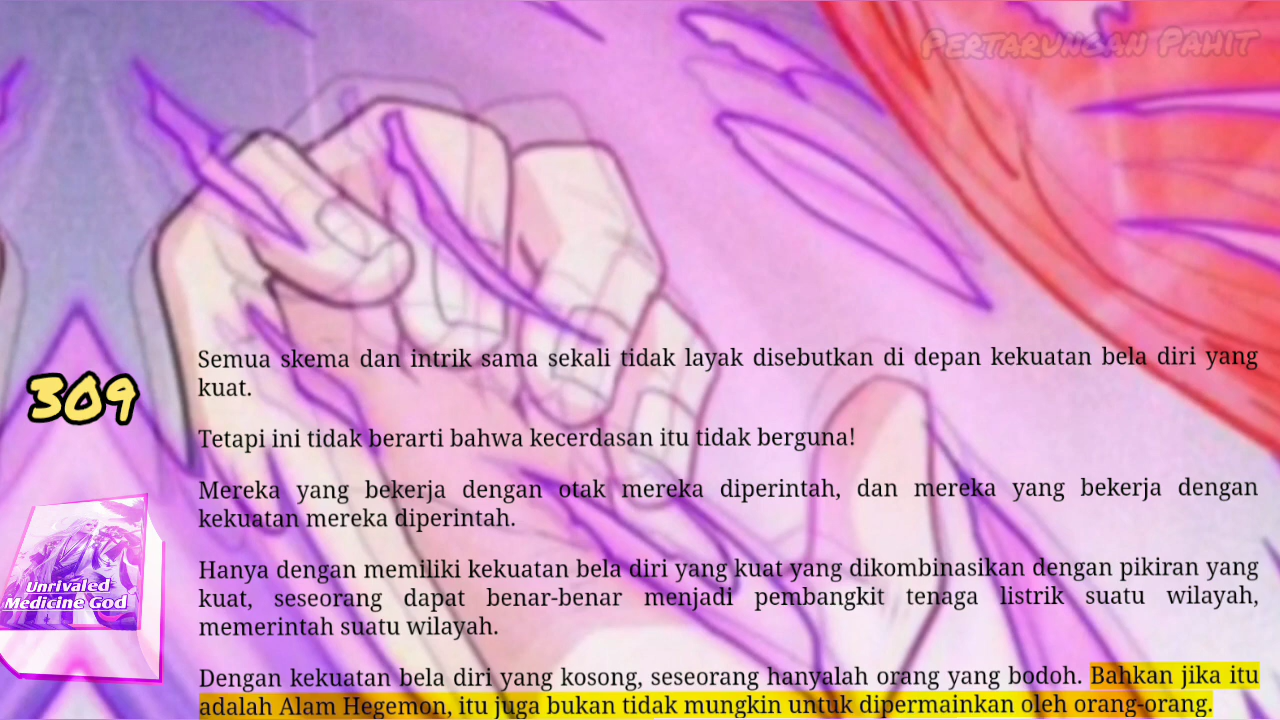 PERTARUNGAN PAHIT
Semua skema dan intrik sama sekali tidak layak disebutkan di depan kekuatan bela diri yang
kuat.
Tetapi ini tidak berarti bahwa kecerdasan itu tidak berguna!
Mereka yang bekerja dengan otak mereka diperintah, dan mereka yang bekerja dengan
kekuatan mereka diperintah.
Hanya dengan memiliki kekuatan bela diri yang kuat yang dikombinasikan dengan pikiran yang
kuat, seseorang dapat benar-benar menjadi pembangkit tenaga listrik suatu wilayah,
memerintah suatu wilayah.
Dengan kekuatan bela diri yang kosong, seseorang hanyalah orang yang bodoh. Bahkan jika itu
adalah Alam Hegemon, itu juga bukan tidak mungkin untuk dipermainkan oleh orang-orang.
309
Unrivaled
Medicine God